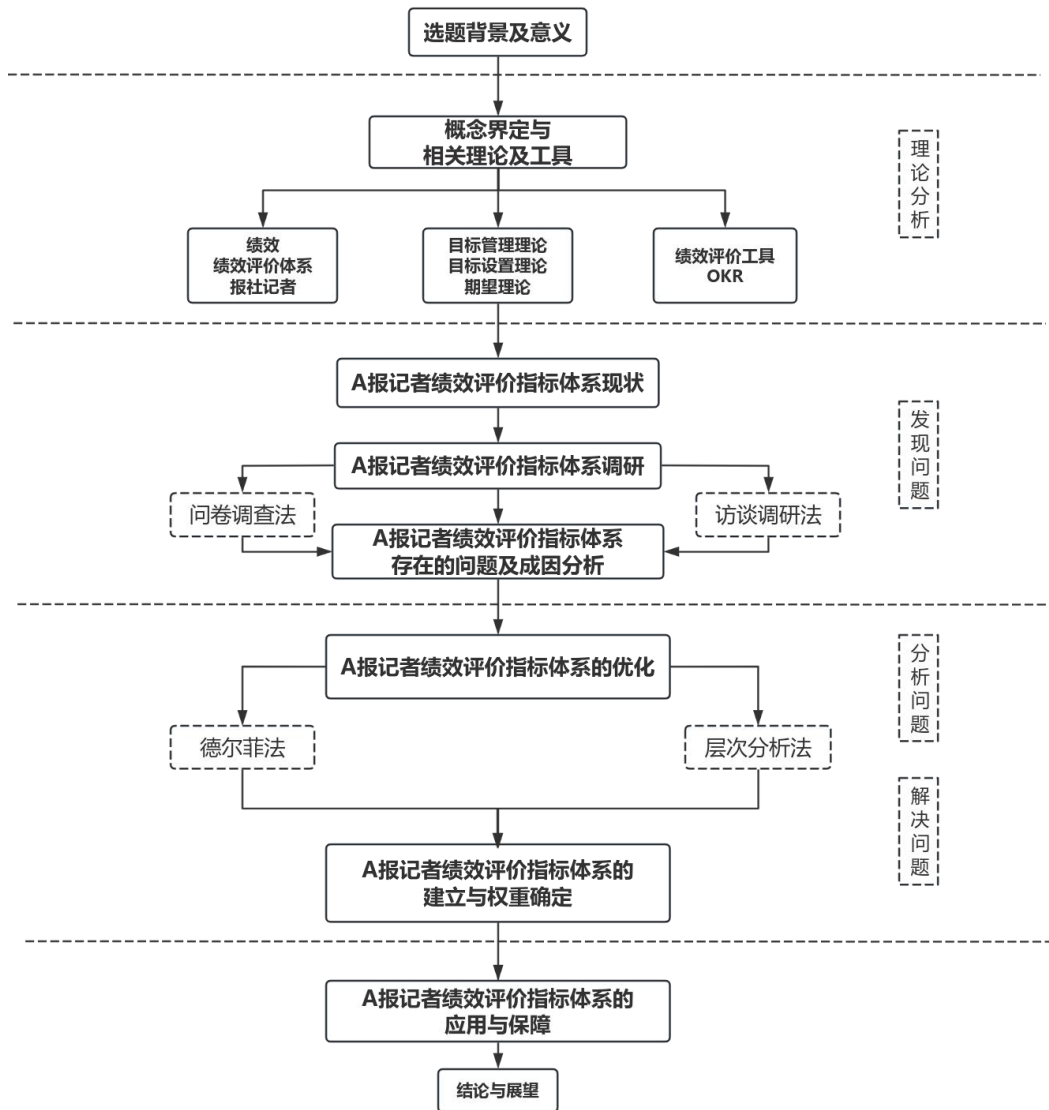 选题背景及意义
概念界定与
相关理论及工具
理论分析
绩效
绩效评价体系
报社记者
目标管理理论
目标设置理论
期望理论
绩效评价工具
OKR
A报记者绩效评价指标体系现状
发现问题
A报记者绩效评价指标体系调研
问卷调查法
访谈调研法
A报记者绩效评价指标体系
存在的问题及成因分析
A报记者绩效评价指标体系的优化
分析问题
德尔菲法
层次分析法
解决问题
A报记者绩效评价指标体系的
建立与权重确定
A报记者绩效评价指标体系的
应用与保障
结论与展望